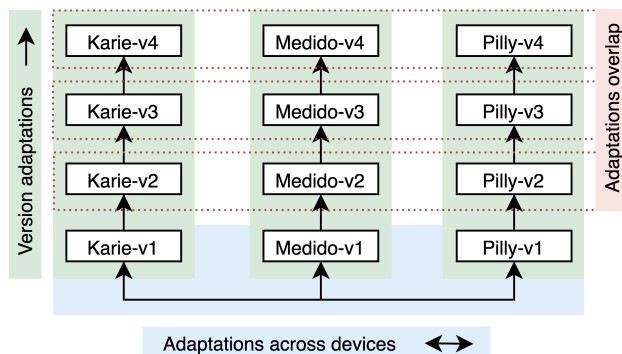 Version adaptations
Karie-v4
Medido-v4
Pilly-v4
Karie-v3
Medido-v3
Pilly-v3
Karie-v2
Medido-v2
Pilly-v2
Karie-v1
Medido-v1
Pilly-v1
Adaptations overlap
Adaptations across devices